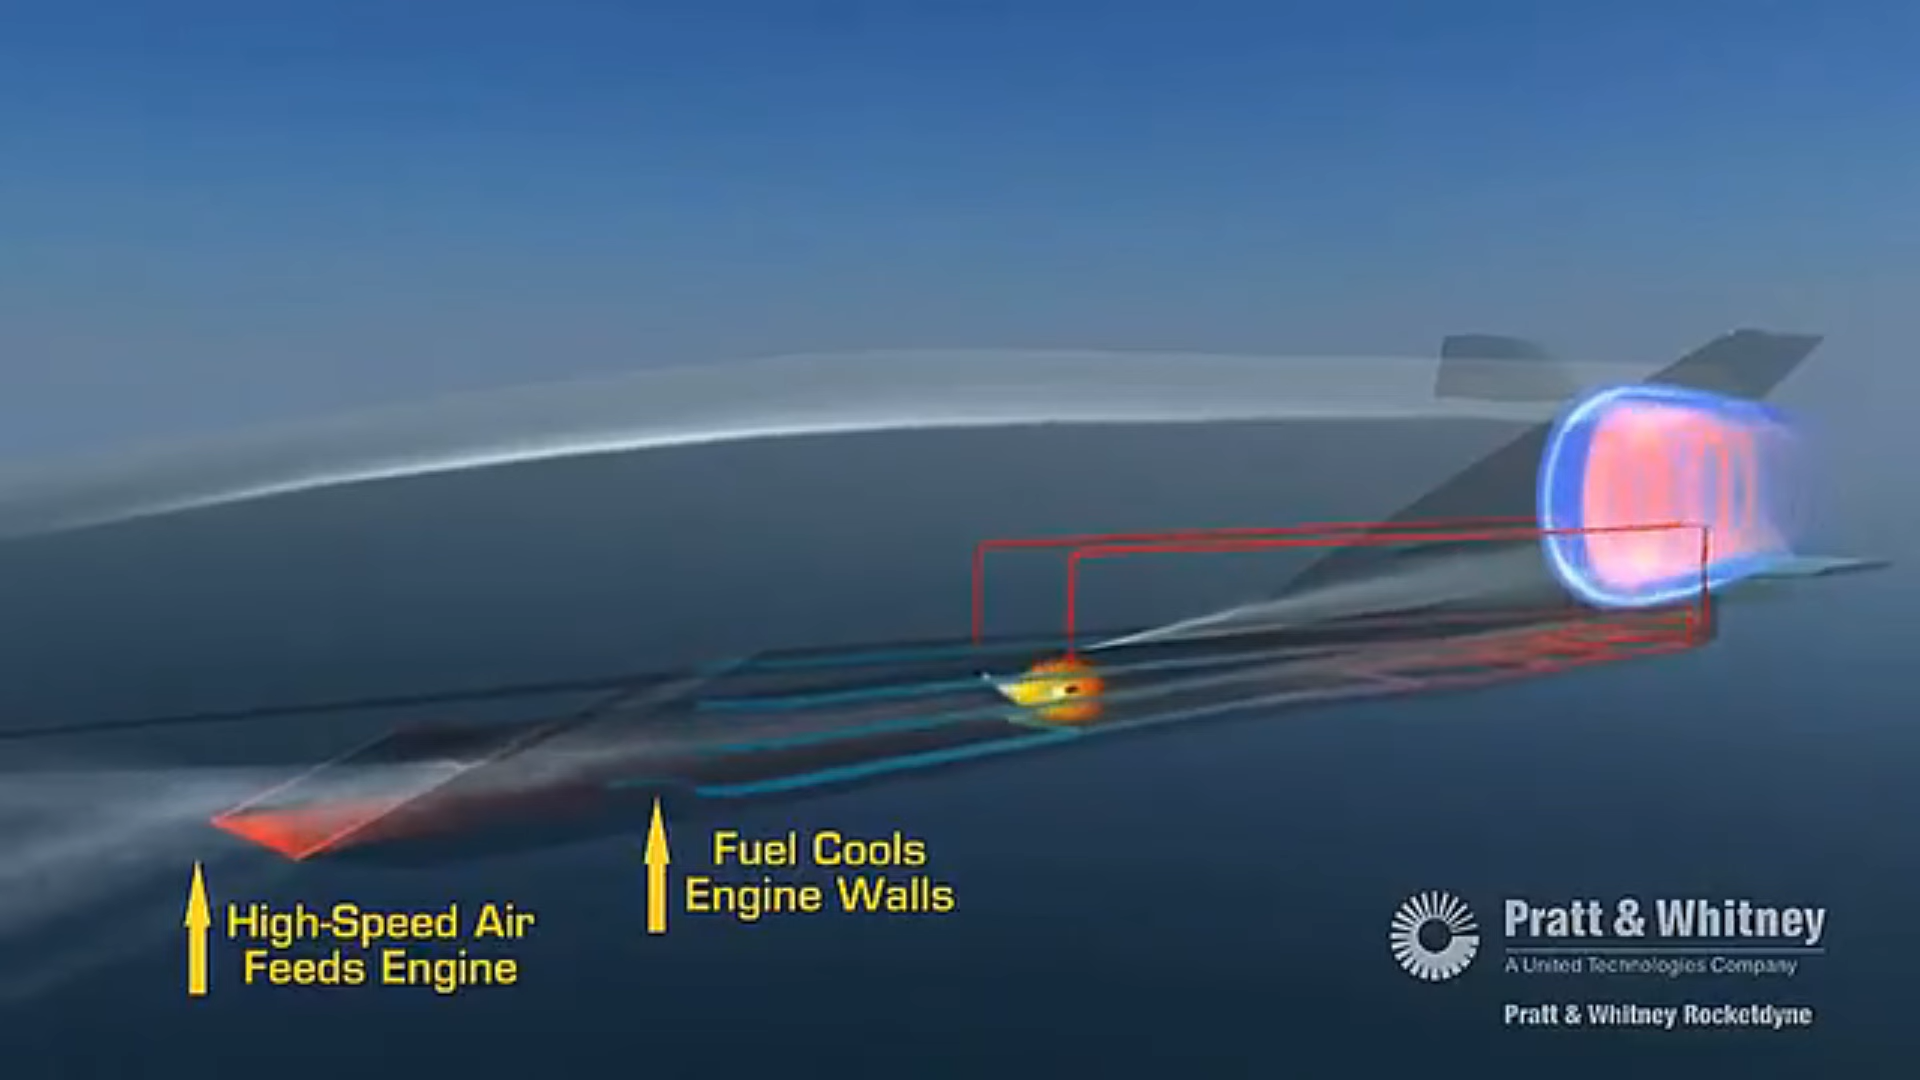 Fuel Cools
Engine Walls
High-Speed Air
Feeds Engine
Pratt & Whitney
A United Technologies Company
Pratt & Whitney Rocketdyne